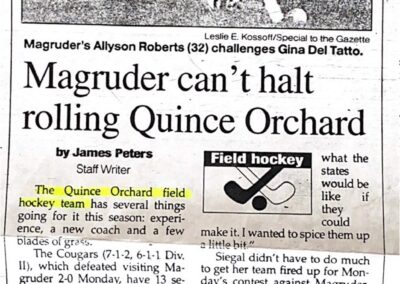 Leslie E. Kossoff/Special to the Gazette
Magruder's Allyson Roberts (32) challenges Gina Del Tatto.
Magruder can't halt
rolling Quince Orchard
by James Peters
Staff Writer
The Quince Orchard field
hockey team has several things
going for it this season: experi-
ence, a new coach and a few
blades of grass.
The Cougars (7-1-2, 6-1-1 Div.
II), which defeated visiting Ma-
gruder 2-0 Monday, have 13 se-
Field hockey
what the
states
would be
like if
they
could
make it. I wanted to spice them up
a little bit."
Siegal didn't have to do much
to get her team fired up for Mon-
day's contest against Magruder